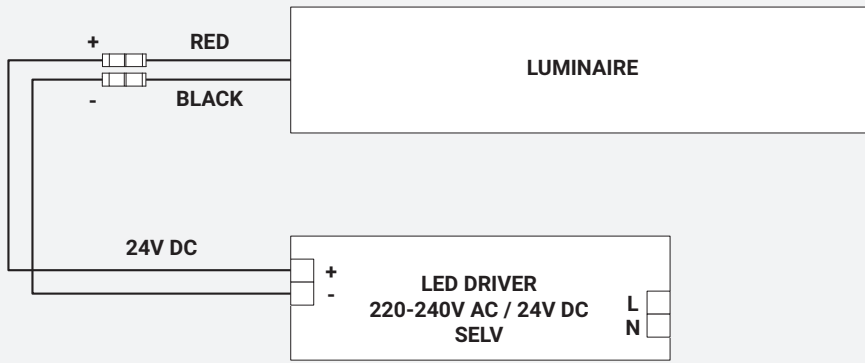 +
RED
LUMINAIRE
-
BLACK
24V DC
+
-
LED DRIVER
220-240V AC / 24V DC
SELV
L
N